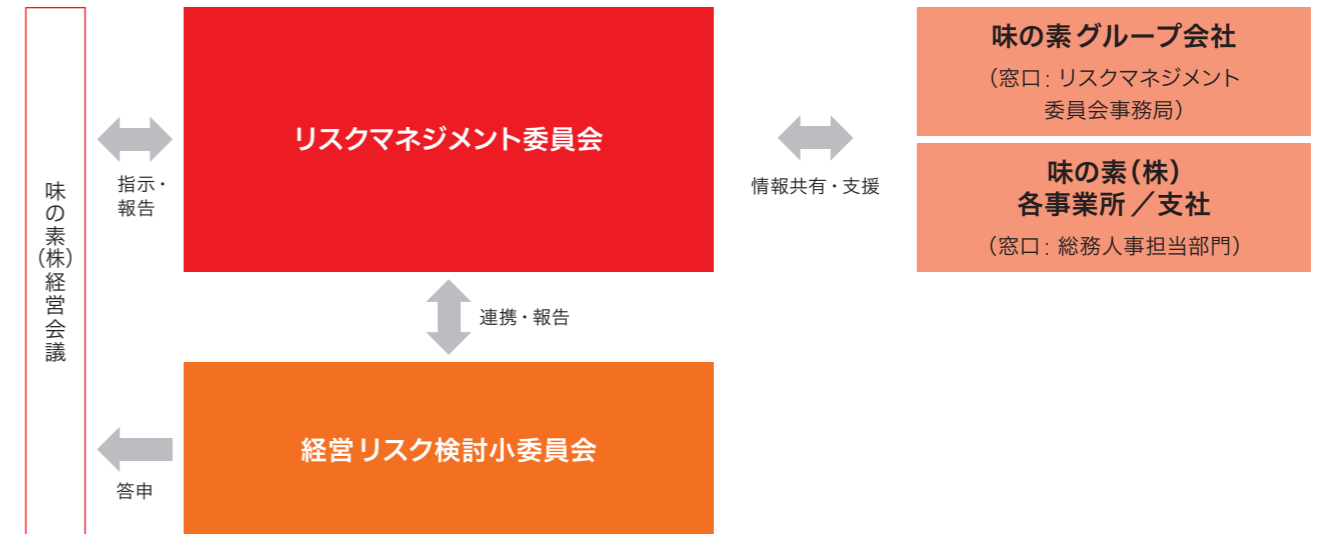 味の素(株)経営会議
指示・
報告
リスクマネジメント委員会
情報共有・支援
味の素グループ会社
(窓口: リスクマネジメント
委員会事務局)
味の素(株)
各事業所/支社
(窓口: 総務人事担当部門)
連携・報告
経営リスク検討小委員会
答申